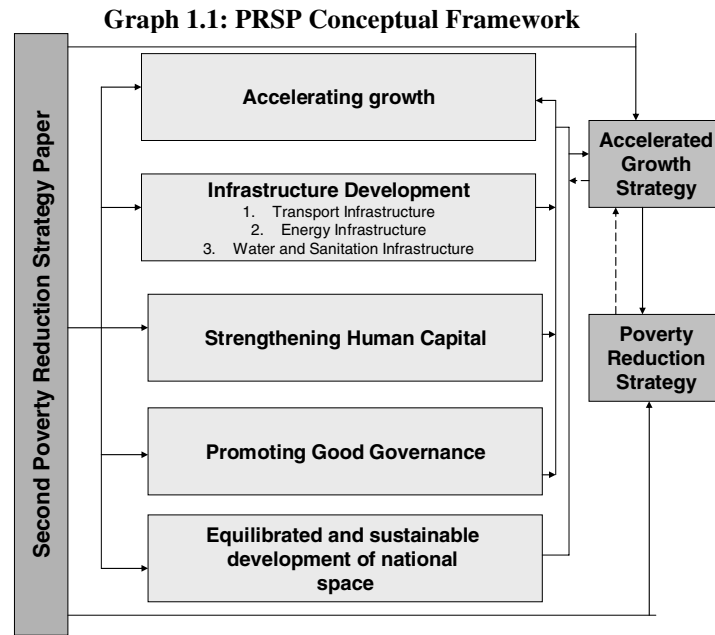 Graph 1.1: PRSP Conceptual Framework
Second Poverty Reduction Strategy Paper
Accelerating growth
Infrastructure Development
1. Transport Infrastructure
2. Energy Infrastructure
3. Water and Sanitation Infrastructure
Strengthening Human Capital
Promoting Good Governance
Equilibrated and sustainable
development of national
space
Accelerated
Growth
Strategy
Poverty
Reduction
Strategy